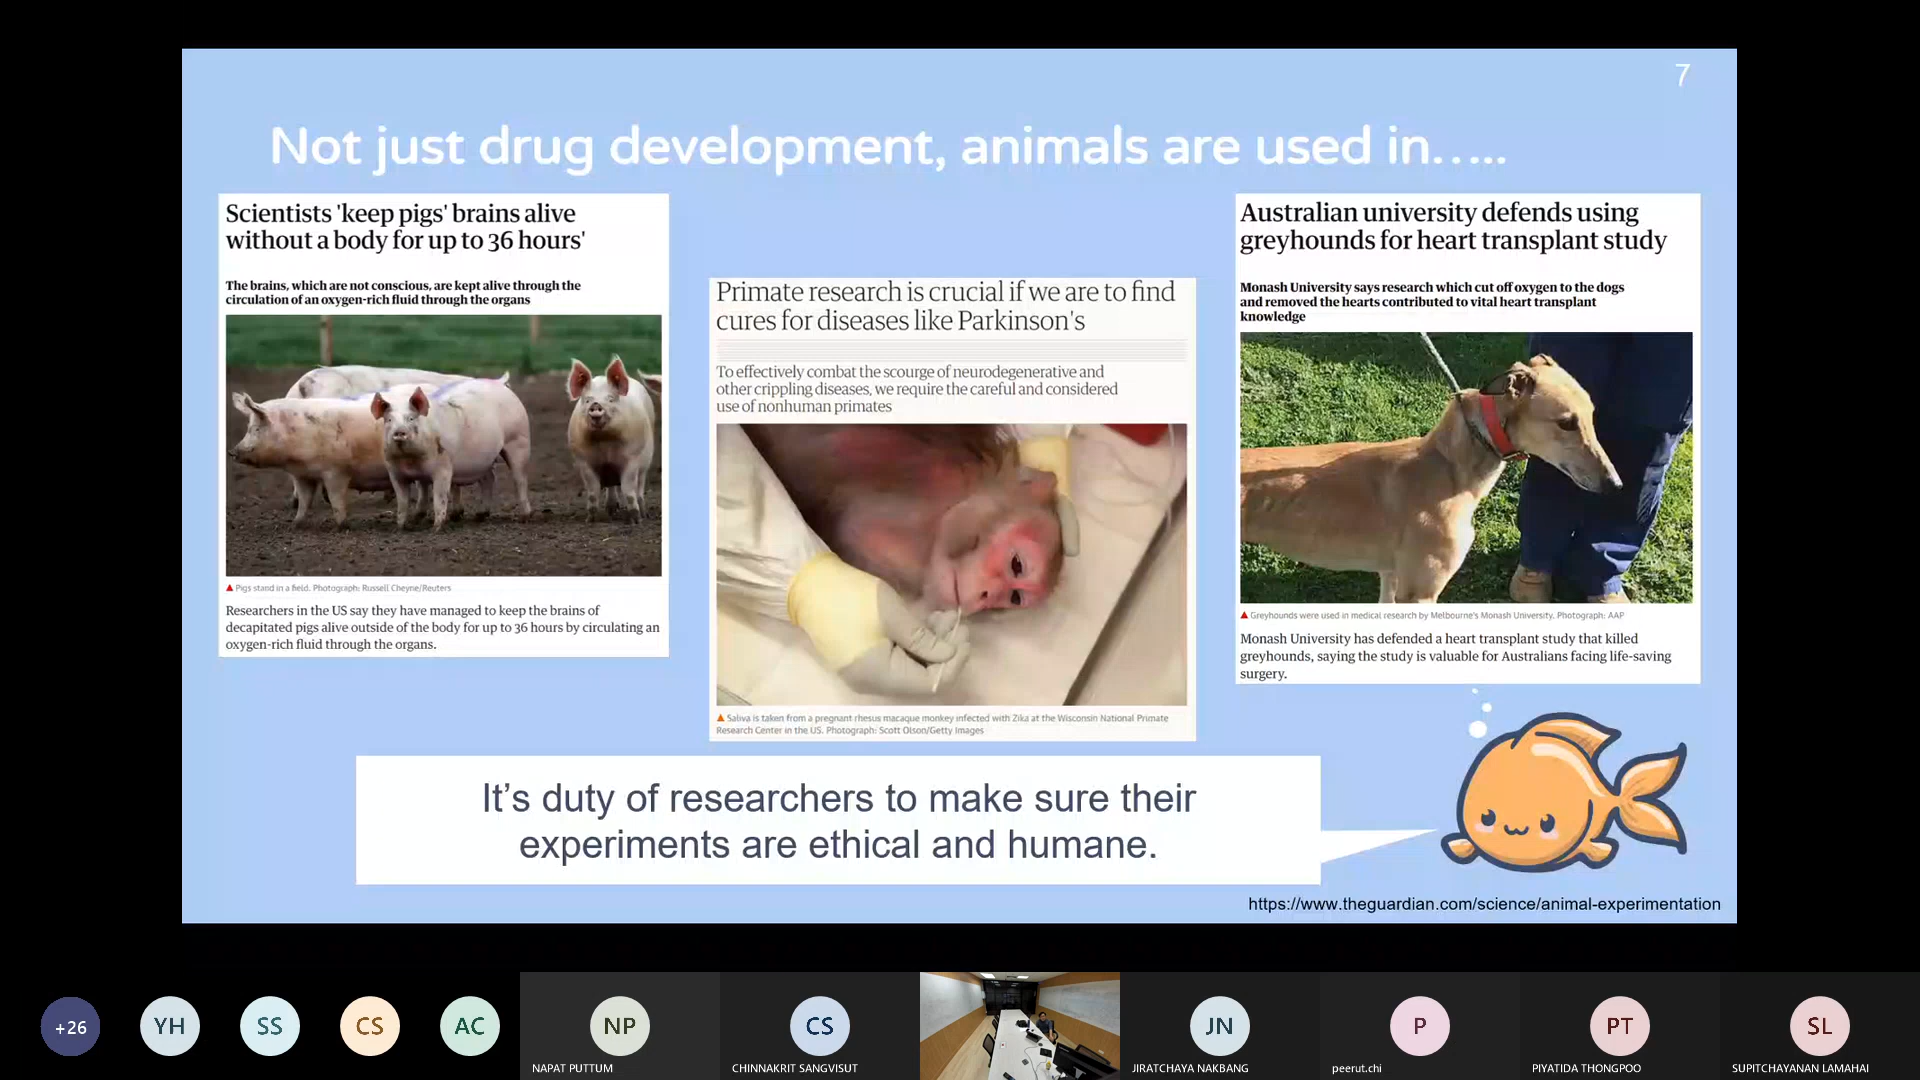 7
Not just drug development, animals are used in…..
Scientists 'keep pigs' brains alive
without a body for up to 36 hours'
The brains, which are not conscious, are kept alive through the
circulation of an oxygen-rich fluid through the organs
Pigs stand in a field. Photograph: Russell Cheyne/Reuters
Researchers in the US say they have managed to keep the brains of
decapitated pigs alive outside of the body for up to 36 hours by circulating an
oxygen-rich fluid through the organs.
Primate research is crucial if we are to find
cures for diseases like Parkinson's
To effectively combat the scourge of neurodegenerative and
other crippling diseases, we require the careful and considered
use of nonhuman primates
Saliva is taken from a pregnant rhesus macaque monkey infected with Zika at the Wisconsin National Primate
Research Center in the US. Photograph: Scott Olson/Getty Images
Australian university defends using
greyhounds for heart transplant study
Monash University says research which cut off oxygen to the dogs
and removed the hearts contributed to vital heart transplant
knowledge
Greyhounds were used in medical research by Melbourne's Monash University. Photograph: AAP
Monash University has defended a heart transplant study that killed
greyhounds, saying the study is valuable for Australians facing life-saving
surgery.
It's duty of researchers to make sure their
experiments are ethical and humane.
https://www.theguardian.com/science/animal-experimentation
+26
YH
SS
CS
AC
NP
NAPAT PUTTUM
CS
CHINNAKRIT SANGVISUT
JN
JIRATCHAYA NAKBANG
P
peerut.chi
PT
PIYATIDA THONGPOO
SL
SUPITCHAYANAN LAMAHAI